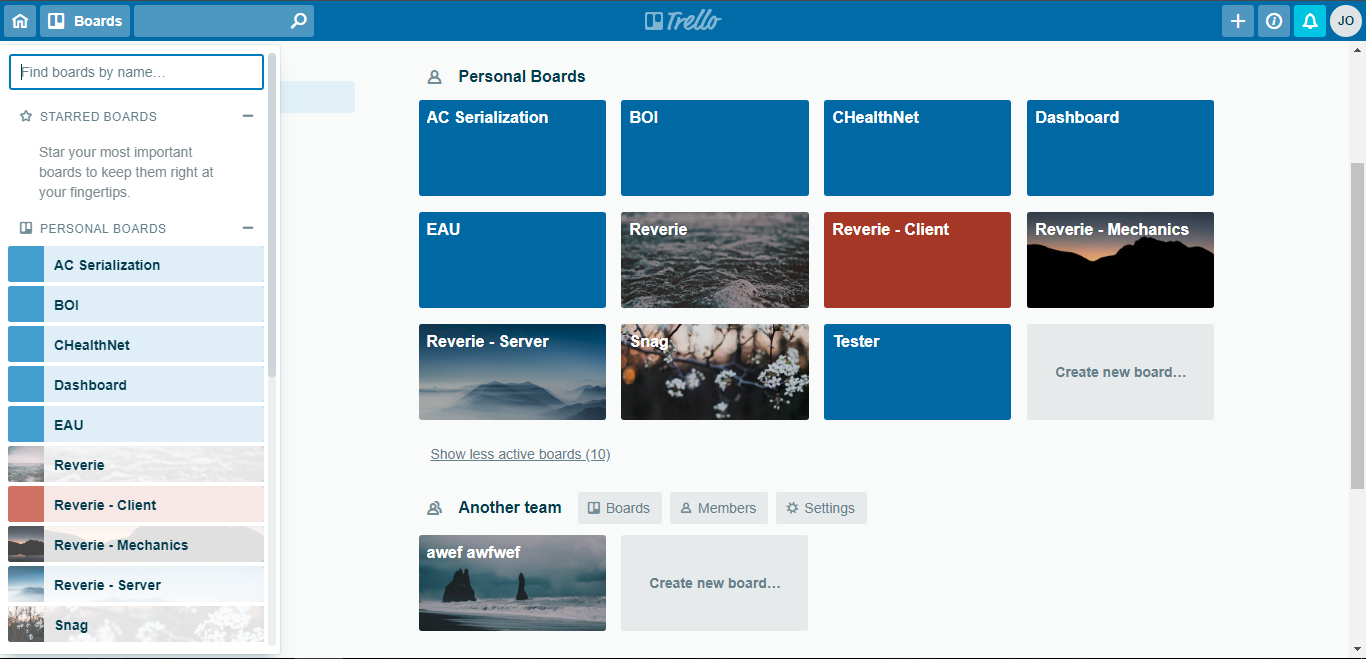 Boards
Trello
JO
Find boards by name…
STARRED BOARDS
Star your most important
boards to keep them right at
your fingertips.
PERSONAL BOARDS
AC Serialization
BOI
CHealthNet
Dashboard
EAU
Reverie
Reverie - Client
Reverie - Mechanics
Reverie - Server
Snag
Personal Boards
AC Serialization
BOI
CHealthNet
Dashboard
EAU
Reverie
Reverie - Client
Reverie - Mechanics
Reverie - Server
Snag
Tester
Create new board…
Show less active boards (10)
Another team
Boards
Members
Settings
awef awfwef
Create new board…